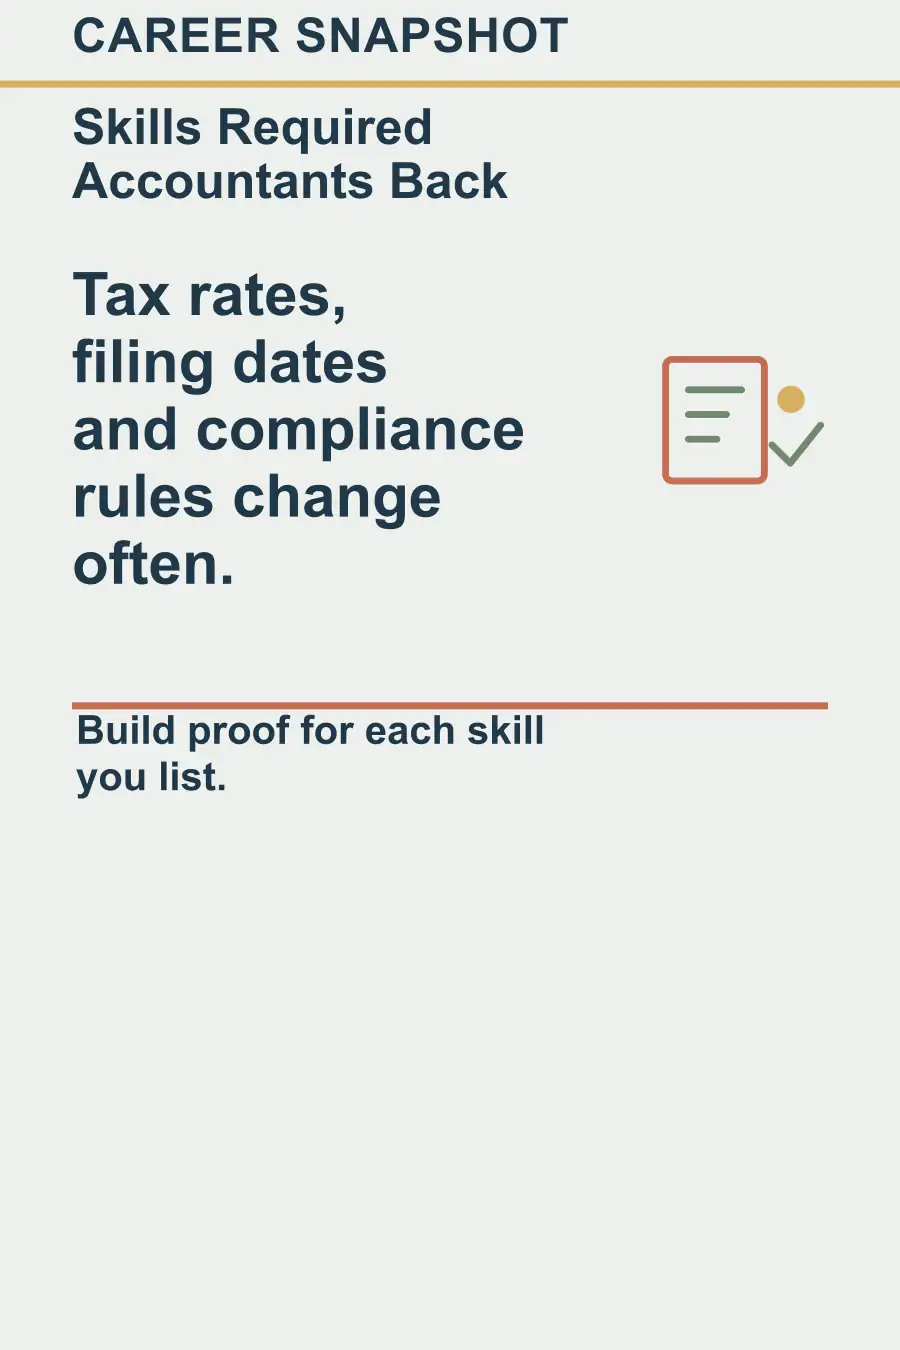 CAREER SNAPSHOT
Skills Required
Accountants Back
Tax rates,
filing dates
and compliance
rules change
often.
Build proof for each skill
you list.